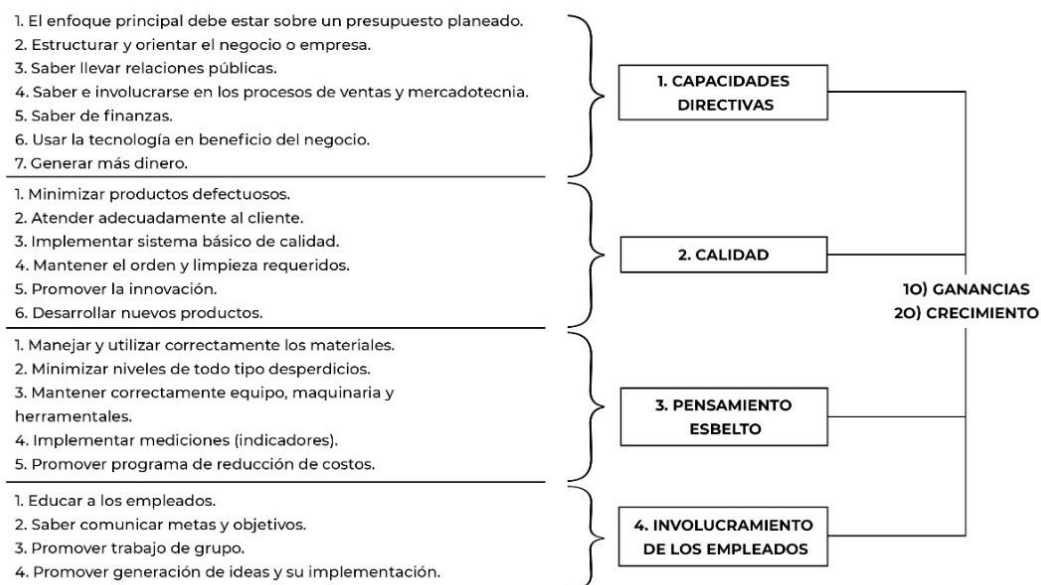 1. El enfoque principal debe estar sobre un presupuesto planeado.
2. Estructurar y orientar el negocio o empresa.
3. Saber llevar relaciones públicas.
4. Saber e involucrarse en los procesos de ventas y mercadotecnia.
5. Saber de finanzas.
6. Usar la tecnología en beneficio del negocio.
7. Generar más dinero.
1. CAPACIDADES
DIRECTIVAS
1. Minimizar productos defectuosos.
2. Atender adecuadamente al cliente.
3. Implementar sistema básico de calidad.
4. Mantener el orden y limpieza requeridos.
5. Promover la innovación.
6. Desarrollar nuevos productos.
2. CALIDAD
1. Manejar y utilizar correctamente los materiales.
2. Minimizar niveles de todo tipo desperdicios.
3. Mantener correctamente equipo, maquinaria y
herramentales.
4. Implementar mediciones (indicadores).
5. Promover programa de reducción de costos.
3. PENSAMIENTO
ESBELTO
1. Educar a los empleados.
2. Saber comunicar metas y objetivos.
3. Promover trabajo de grupo.
4. Promover generación de ideas y su implementación.
4. INVOLUCRAMIENTO
DE LOS EMPLEADOS
1O) GANANCIAS
2O) CRECIMIENTO